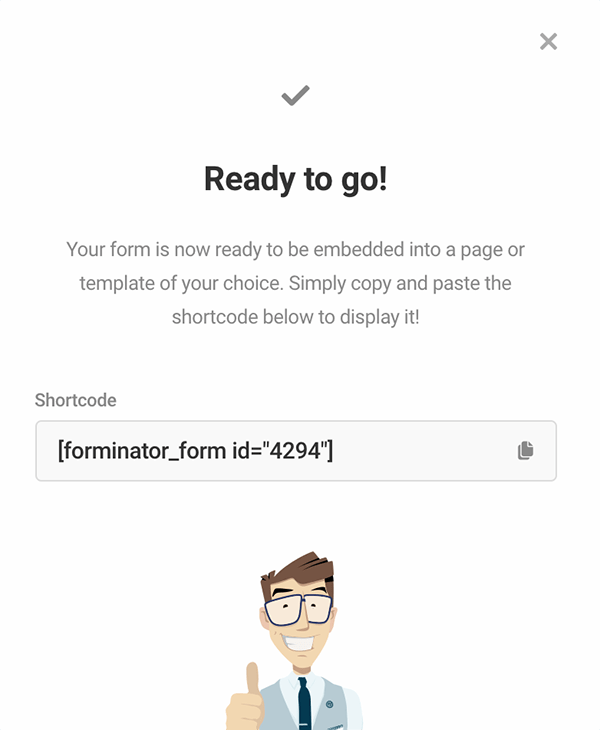 Ready to go!
Your form is now ready to be embedded into a page or
template of your choice. Simply copy and paste the
shortcode below to display it!
Shortcode
[forminator_form id="4294"]